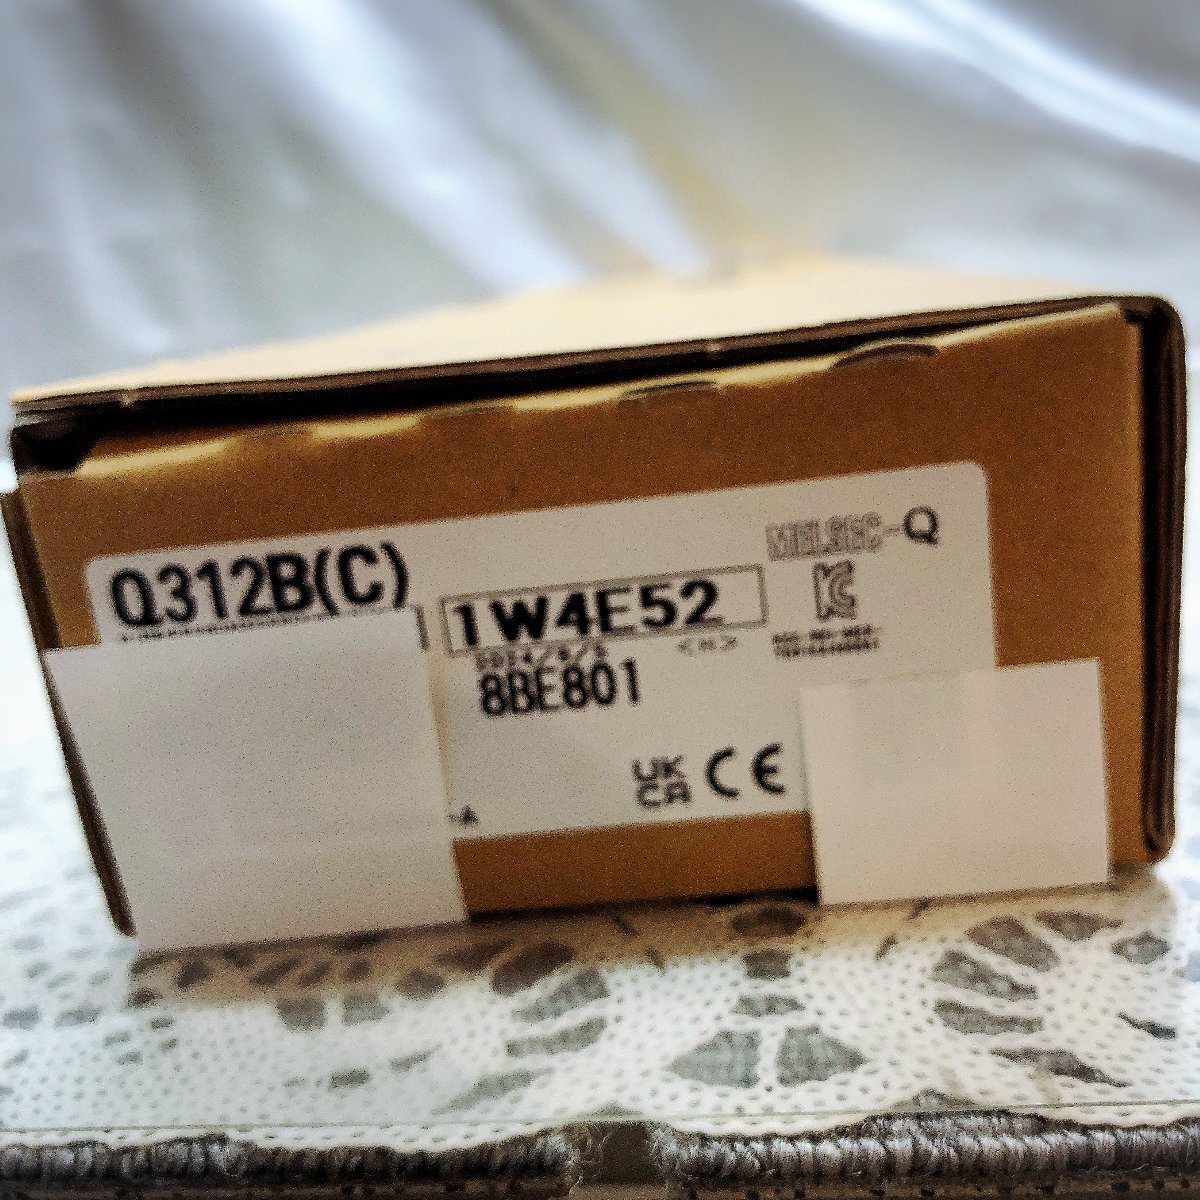 Q312B(C)
MELSEC-Q
1W4E52
<H>
8BE801
UK
CA CE
-A